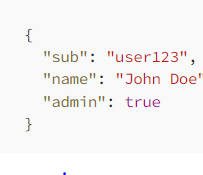 {
"sub": "user123",
"name": "John Doe"
"admin": true
}